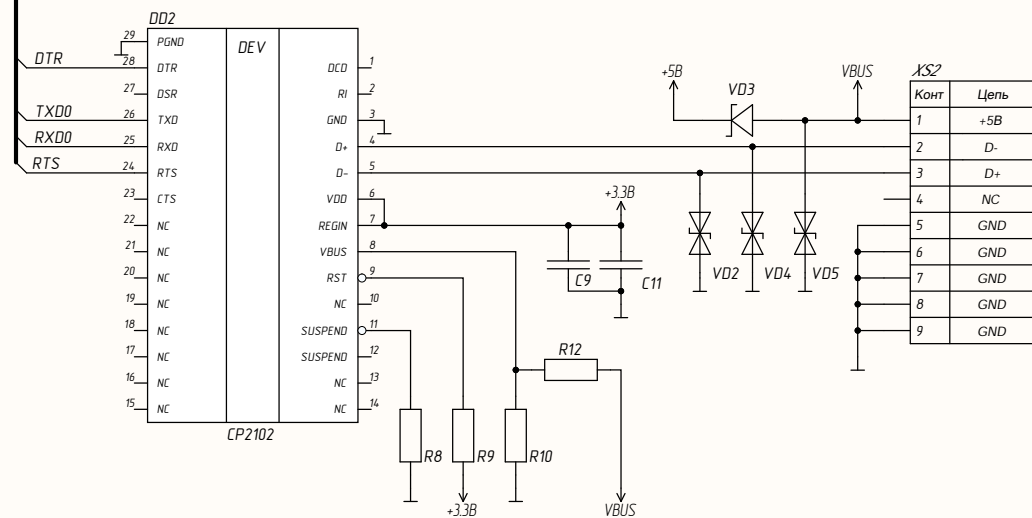 DD2
29 PGND
DEV
DTR 28 DTR
DCD 1
27 DSR
RI 2
TXD0 26 TXD
GND 3
RXD0 25 RXD
D+ 4
RTS 24 RTS
D- 5
23 CTS
VDD 6
22 NC
REGIN 7
21 NC
VBUS 8
20 NC
RST 9
19 NC
NC 10
18 NC
SUSPEND 11
17 NC
SUSPEND 12
16 NC
NC 13
15 NC
NC 14
CP2102
R8
R9
R10
R12
+3.3В
VBUS
+3.3В
C9
C11
+5В
VD3
VBUS
VD2
VD4
VD5
XS2
Конт Цепь
1 +5В
2 D-
3 D+
4 NC
5 GND
6 GND
7 GND
8 GND
9 GND